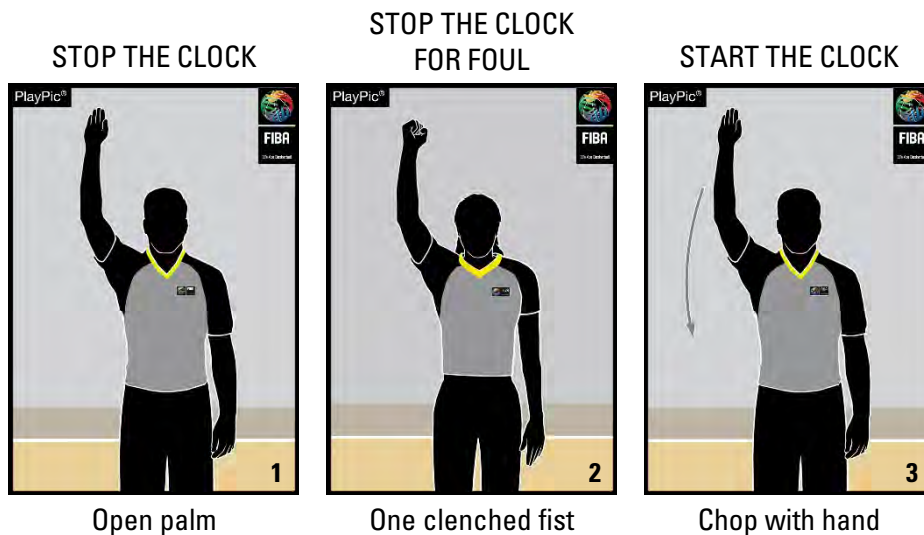 STOP THE CLOCK
STOP THE CLOCK
FOR FOUL
START THE CLOCK
PlayPic®
FIBA
PlayPic®
FIBA
PlayPic®
FIBA
1
2
3
Open palm
One clenched fist
Chop with hand